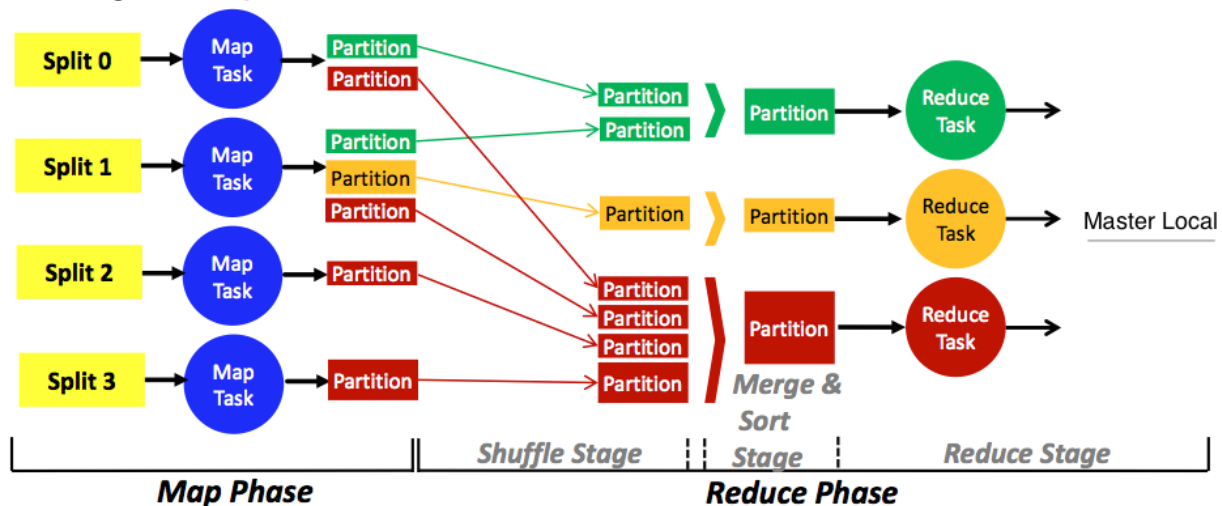 Split 0
Map
Task
Partition
Partition
Split 1
Map
Task
Partition
Partition
Partition
Split 2
Map
Task
Partition
Split 3
Map
Task
Partition
Partition
Partition
Partition
Reduce
Task
Partition
Partition
Reduce
Task
Master Local
Partition
Partition
Partition
Partition
Partition
Reduce
Task
Shuffle Stage
Merge &
Sort
Stage
Reduce Stage
Map Phase
Reduce Phase